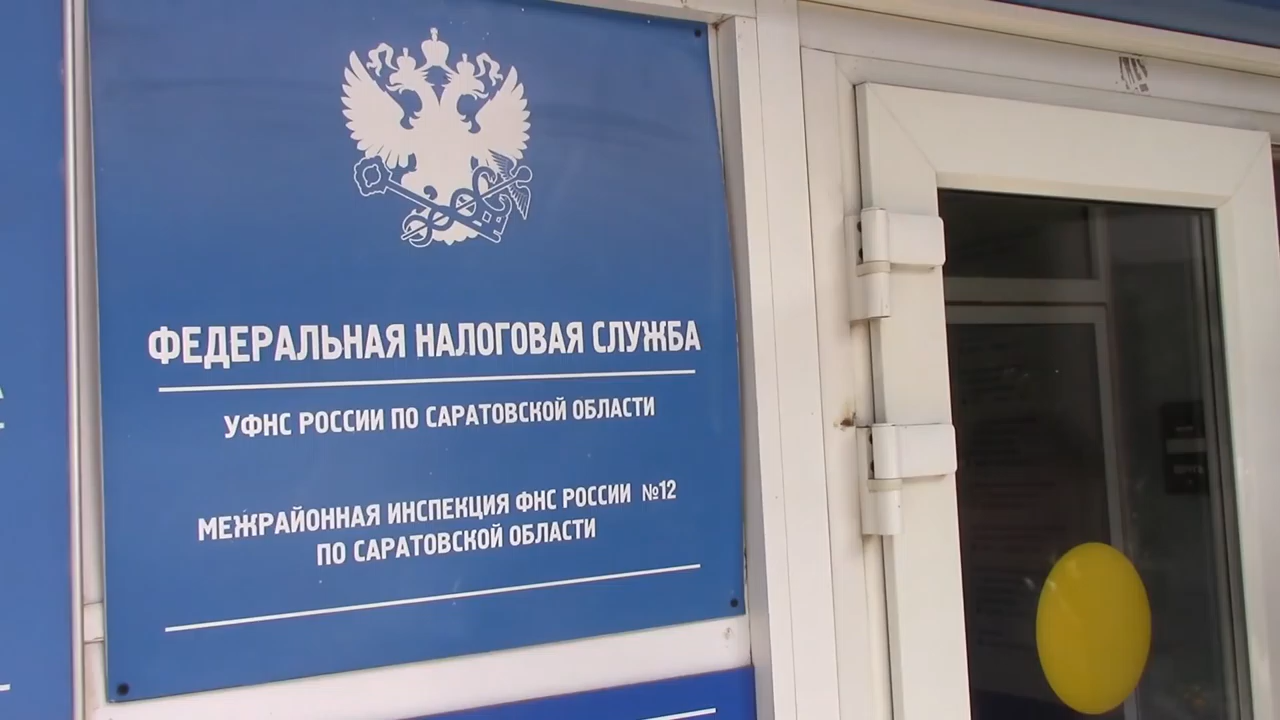 ФЕДЕРАЛЬНАЯ НАЛОГОВАЯ СЛУЖБА
УФНС РОССИИ ПО САРАТОВСКОЙ ОБЛАСТИ
МЕЖРАЙОННАЯ ИНСПЕКЦИЯ ФНС РОССИИ №12
ПО САРАТОВСКОЙ ОБЛАСТИ